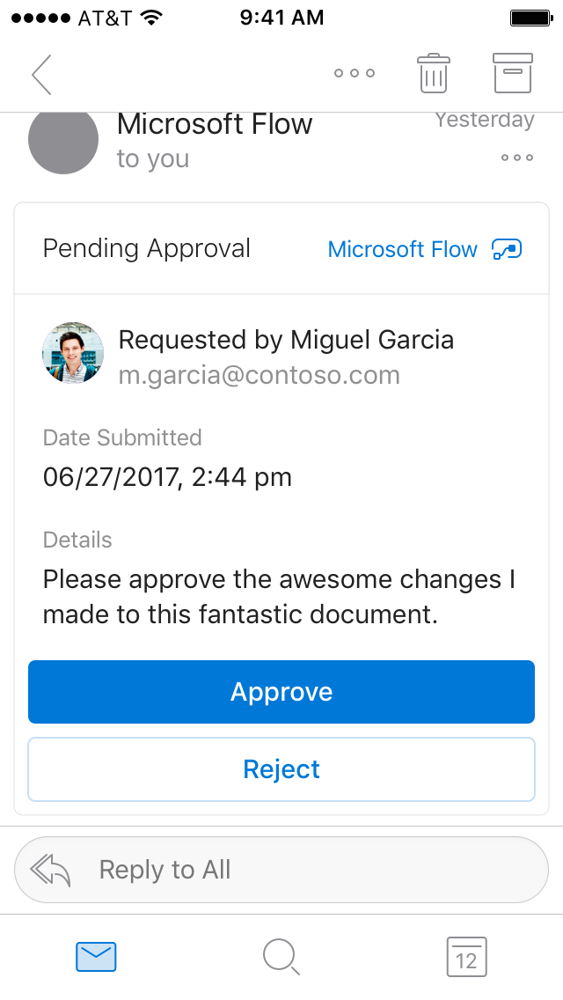 AT&T 9:41 AM
Microsoft Flow Yesterday
to you
Pending Approval Microsoft Flow
Requested by Miguel Garcia
m.garcia@contoso.com
Date Submitted
06/27/2017, 2:44 pm
Details
Please approve the awesome changes I
made to this fantastic document.
Approve
Reject
Reply to All
12